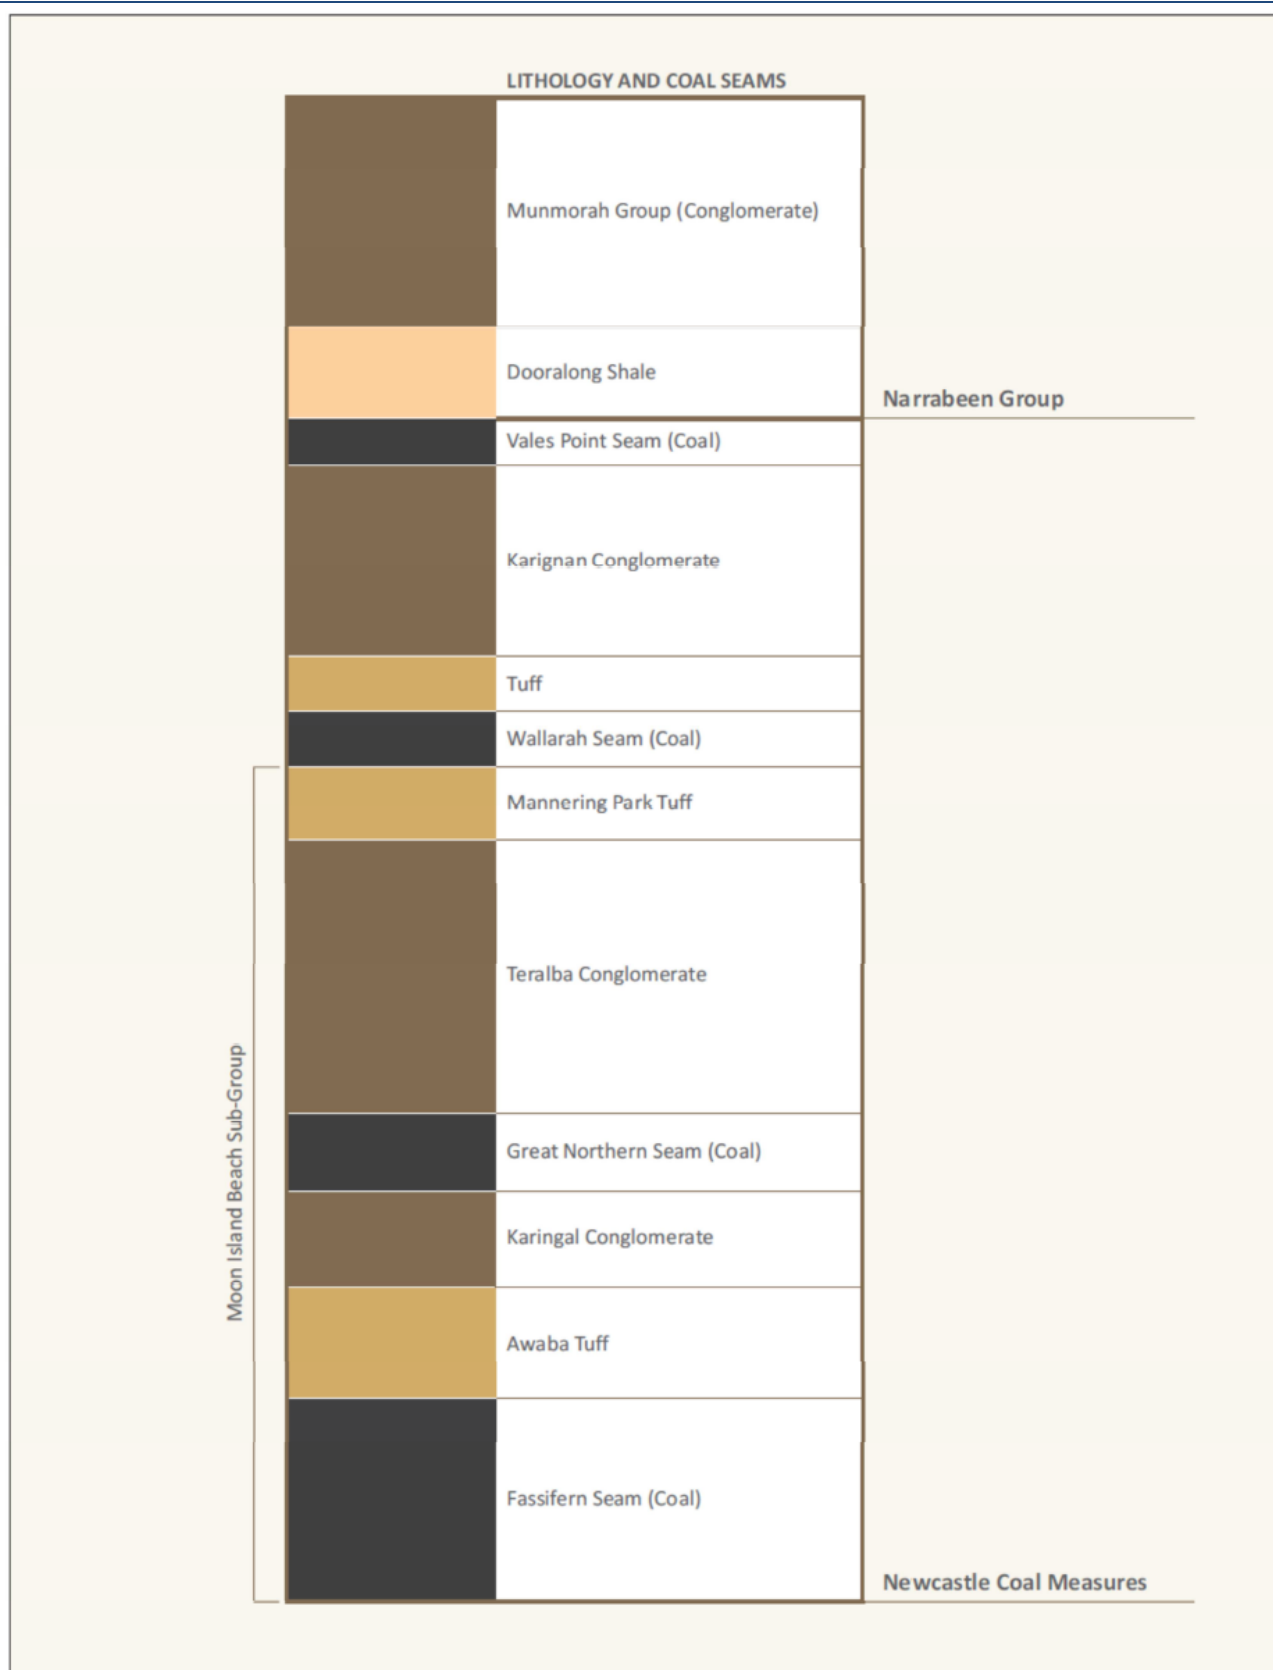 LITHOLOGY AND COAL SEAMS
Munmorah Group (Conglomerate)
Dooralong Shale
Narrabeen Group
Vales Point Seam (Coal)
Karignan Conglomerate
Tuff
Wallarah Seam (Coal)
Mannering Park Tuff
Teralba Conglomerate
Moon Island Beach Sub-Group
Great Northern Seam (Coal)
Karingal Conglomerate
Awaba Tuff
Fassifern Seam (Coal)
Newcastle Coal Measures